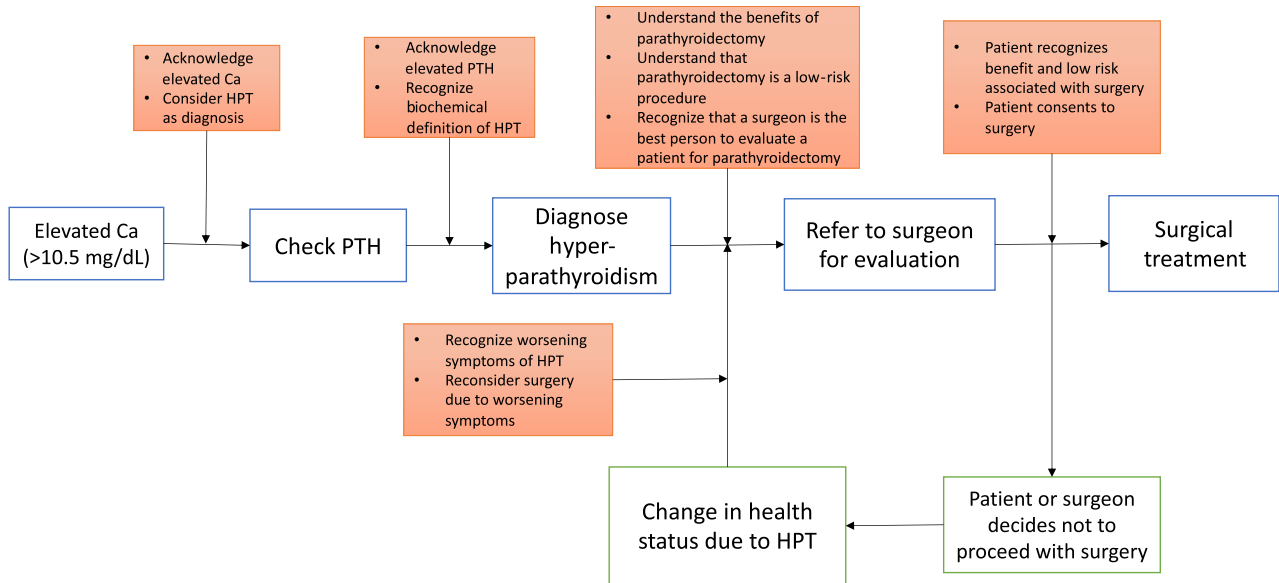 • Acknowledge
elevated Ca
• Consider HPT
as diagnosis
• Acknowledge
elevated PTH
• Recognize
biochemical
definition of HPT
• Understand the benefits of
parathyroidectomy
• Understand that
parathyroidectomy is a low-risk
procedure
• Recognize that a surgeon is the
best person to evaluate a
patient for parathyroidectomy
• Patient recognizes
benefit and low risk
associated with surgery
• Patient consents to
surgery
Elevated Ca
(>10.5 mg/dL)
Check PTH
Diagnose
hyper-
parathyroidism
Refer to surgeon
for evaluation
Surgical
treatment
• Recognize worsening
symptoms of HPT
• Reconsider surgery
due to worsening
symptoms
Change in health
status due to HPT
Patient or surgeon
decides not to
proceed with surgery